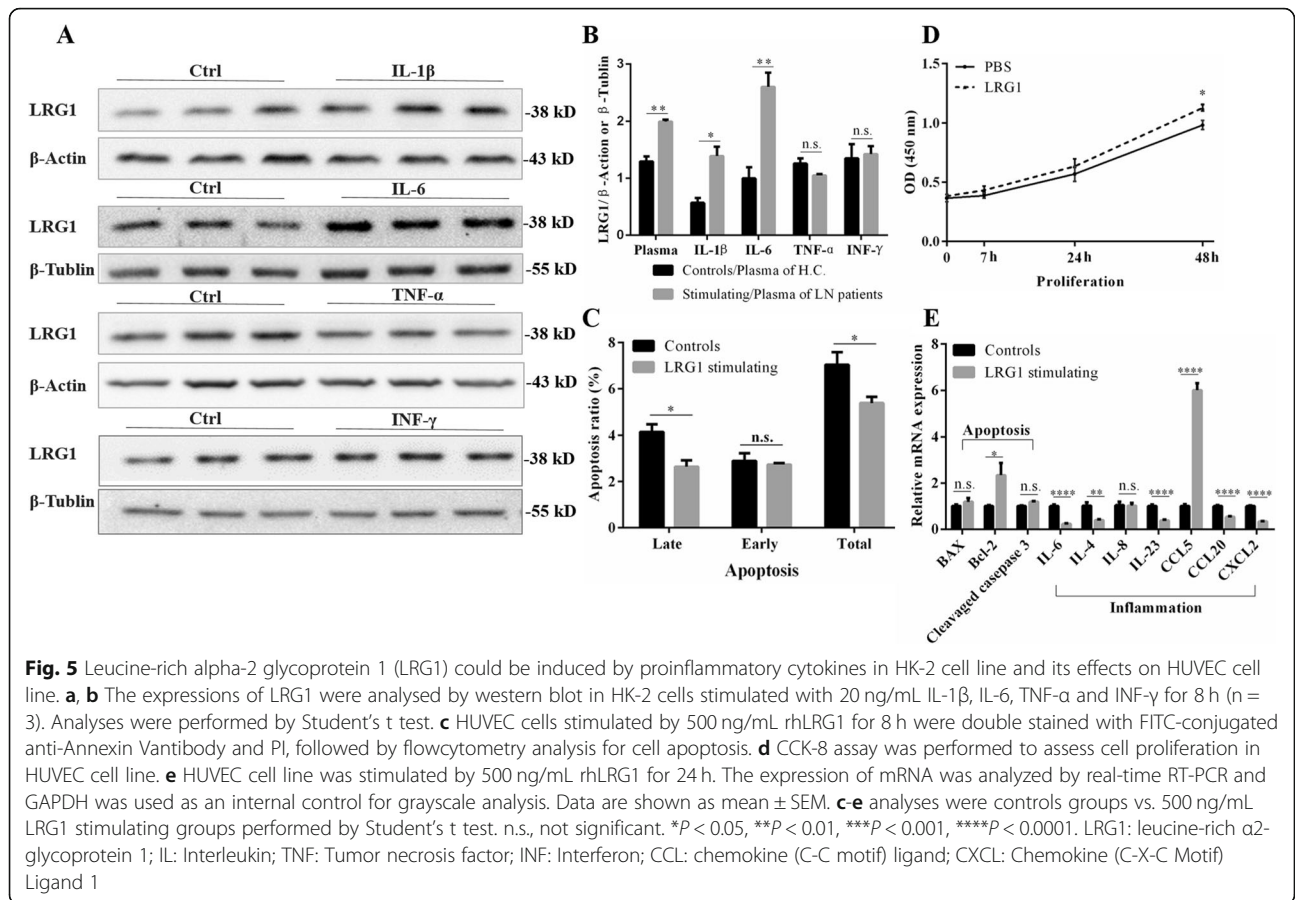 A
Ctrl
IL-1β
LRG1
-38 kD
β-Actin
-43 kD
Ctrl
IL-6
LRG1
-38 kD
β-Tublin
-55 kD
Ctrl
TNF-α
LRG1
-38 kD
β-Actin
-43 kD
Ctrl
INF-γ
LRG1
-38 kD
β-Tublin
-55 kD
B
LRG1/β-Action or β-Tublin
3
2
1
0
**
*
**
n.s.
n.s.
Plasma
IL-1β
IL-6
TNF-α
INF-γ
Controls/Plasma of H.C.
Stimulating/Plasma of LN patients
C
Apoptosis ratio (%)
8
6
4
2
0
Controls
LRG1 stimulating
*
n.s.
*
Late
Early
Total
Apoptosis
D
OD (450 nm)
1.5
1.0
0.5
0.0
PBS
LRG1
*
0
7 h
24 h
48 h
Proliferation
E
Relative mRNA expression
8
6
4
2
0
Controls
LRG1 stimulating
Apoptosis
n.s.
*
n.s.
****
**
n.s.
****
****
****
****
BAX
Bcl-2
Cleavaged casepase 3
IL-6
IL-4
IL-8
IL-23
CCL5
CCL20
CXCL2
Inflammation
Fig. 5 Leucine-rich alpha-2 glycoprotein 1 (LRG1) could be induced by proinflammatory cytokines in HK-2 cell line and its effects on HUVEC cell
line. a, b The expressions of LRG1 were analysed by western blot in HK-2 cells stimulated with 20 ng/mL IL-1β, IL-6, TNF-α and INF-γ for 8 h (n =
3). Analyses were performed by Student's t test. c HUVEC cells stimulated by 500 ng/mL rhLRG1 for 8 h were double stained with FITC-conjugated
anti-Annexin Vantibody and PI, followed by flowcytometry analysis for cell apoptosis. d CCK-8 assay was performed to assess cell proliferation in
HUVEC cell line. e HUVEC cell line was stimulated by 500 ng/mL rhLRG1 for 24 h. The expression of mRNA was analyzed by real-time RT-PCR and
GAPDH was used as an internal control for grayscale analysis. Data are shown as mean ± SEM. c-e analyses were controls groups vs. 500 ng/mL
LRG1 stimulating groups performed by Student's t test. n.s., not significant. *P < 0.05, **P < 0.01, ***P < 0.001, ****P < 0.0001. LRG1: leucine-rich α2-
glycoprotein 1; IL: Interleukin; TNF: Tumor necrosis factor; INF: Interferon; CCL: chemokine (C-C motif) ligand; CXCL: Chemokine (C-X-C Motif)
Ligand 1